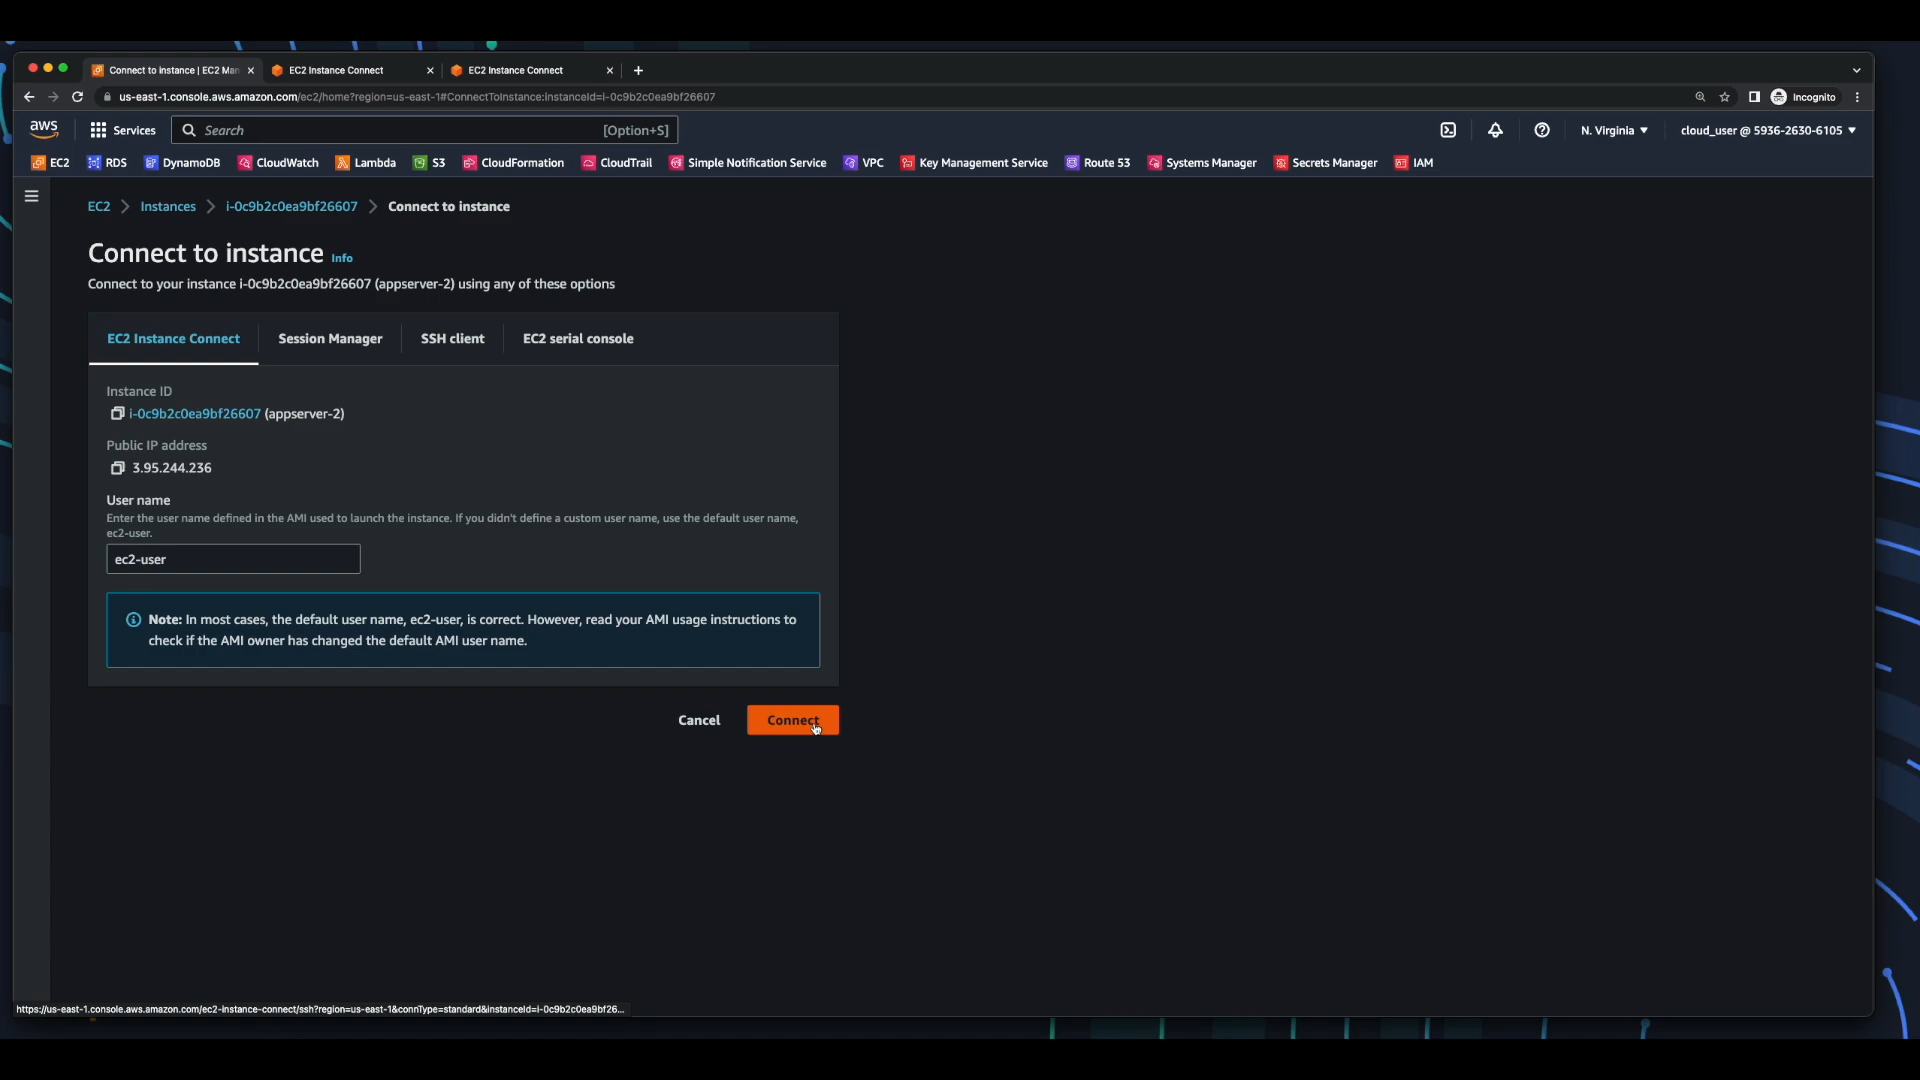 Connect to instance | EC2 Man
EC2 Instance Connect
EC2 Instance Connect
us-east-1.console.aws.amazon.com/ec2/home?region=us-east-1#ConnectToInstance:instanceId=i-0c9b2c0ea9bf26607
Incognito
aws
Services
Search
[Option+S]
N. Virginia
cloud_user @ 5936-2630-6105
EC2
RDS
DynamoDB
CloudWatch
Lambda
S3
CloudFormation
CloudTrail
Simple Notification Service
VPC
Key Management Service
Route 53
Systems Manager
Secrets Manager
IAM
EC2 > Instances > i-0c9b2c0ea9bf26607 > Connect to instance
Connect to instance Info
Connect to your instance i-0c9b2c0ea9bf26607 (appserver-2) using any of these options
EC2 Instance Connect
Session Manager
SSH client
EC2 serial console
Instance ID
i-0c9b2c0ea9bf26607 (appserver-2)
Public IP address
3.95.244.236
User name
Enter the user name defined in the AMI used to launch the instance. If you didn't define a custom user name, use the default user name,
ec2-user.
ec2-user
Note: In most cases, the default user name, ec2-user, is correct. However, read your AMI usage instructions to
check if the AMI owner has changed the default AMI user name.
Cancel
Connect
https://us-east-1.console.aws.amazon.com/ec2-instance-connect/ssh?region=us-east-1&connType=standard&instanceId=i-0c9b2c0ea9bf26...